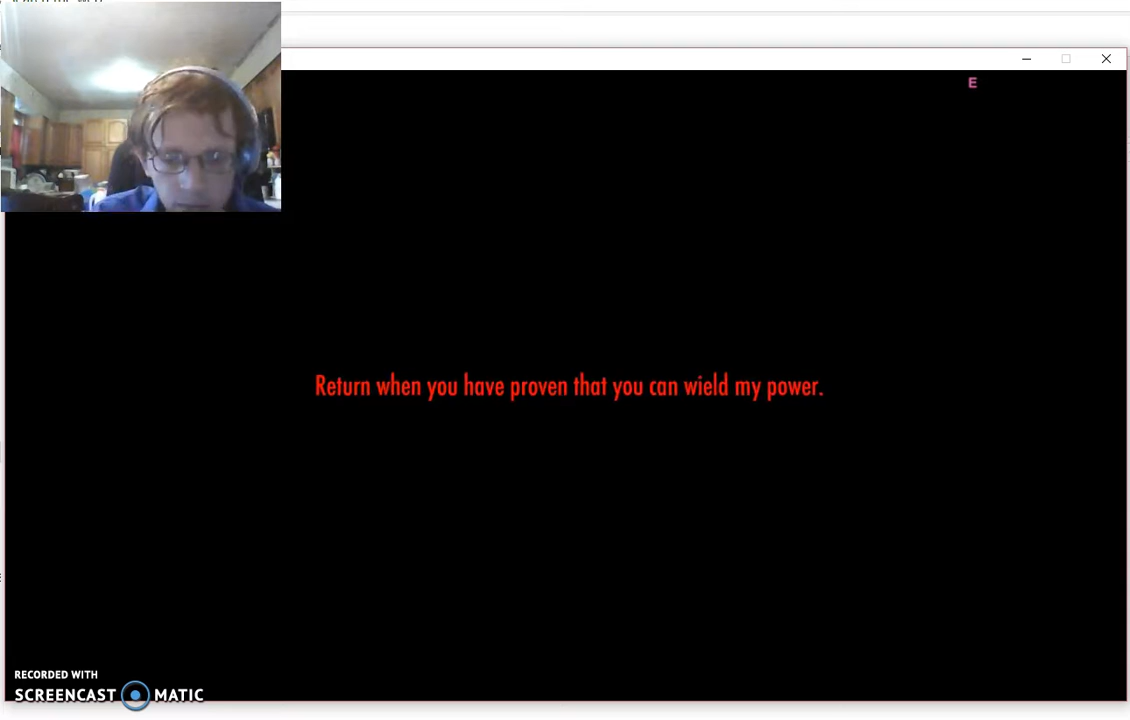 E
Return when you have proven that you can wield my power.
RECORDED WITH
SCREENCAST MATIC